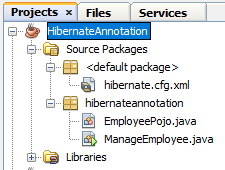 Projects × Files Services
HibernateAnnotation
Source Packages
<default package>
hibernate.cfg.xml
hibernateannotation
EmployeePojo.java
ManageEmployee.java
Libraries